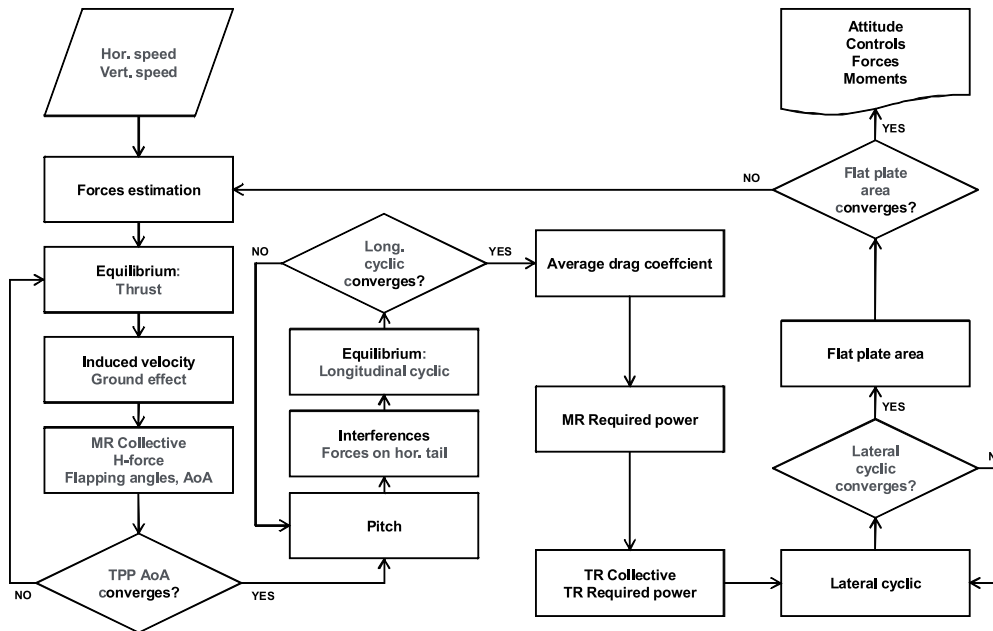 Hor. speed
Vert. speed
Forces estimation
Equilibrium:
Thrust
Induced velocity
Ground effect
MR Collective
H-force
Flapping angles, AoA
TPP AoA
converges?
NO
YES
Long.
cyclic
converges?
NO
YES
Equilibrium:
Longitudinal cyclic
Interferences
Forces on hor. tail
Pitch
Average drag coeffcient
MR Required power
TR Collective
TR Required power
Attitude
Controls
Forces
Moments
YES
NO
Flat plate
area
converges?
Flat plate area
YES
Lateral
cyclic
converges?
Lateral cyclic